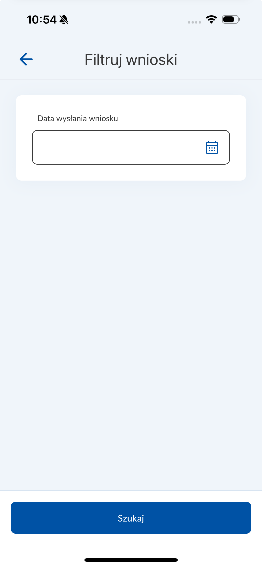 10:54
Filtruj wnioski
Data wysłania wniosku
Szukaj